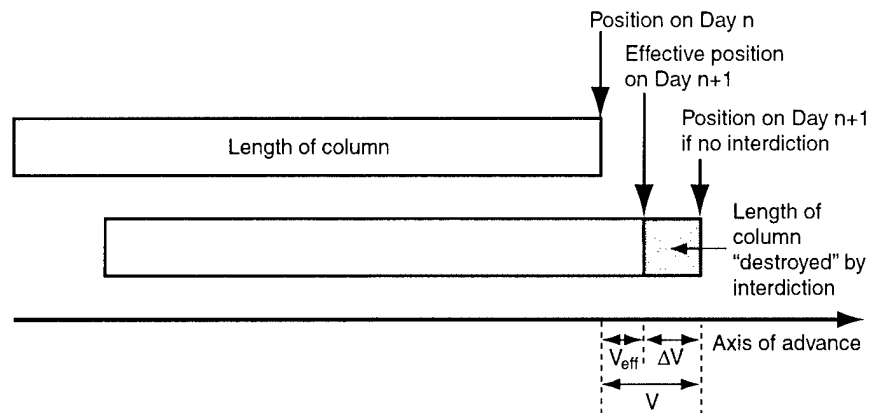 Position on Day n
Effective position
on Day n+1
Position on Day n+1
if no interdiction
Length of column
Length of
column
"destroyed" by
interdiction
Axis of advance
Veff
ΔV
V